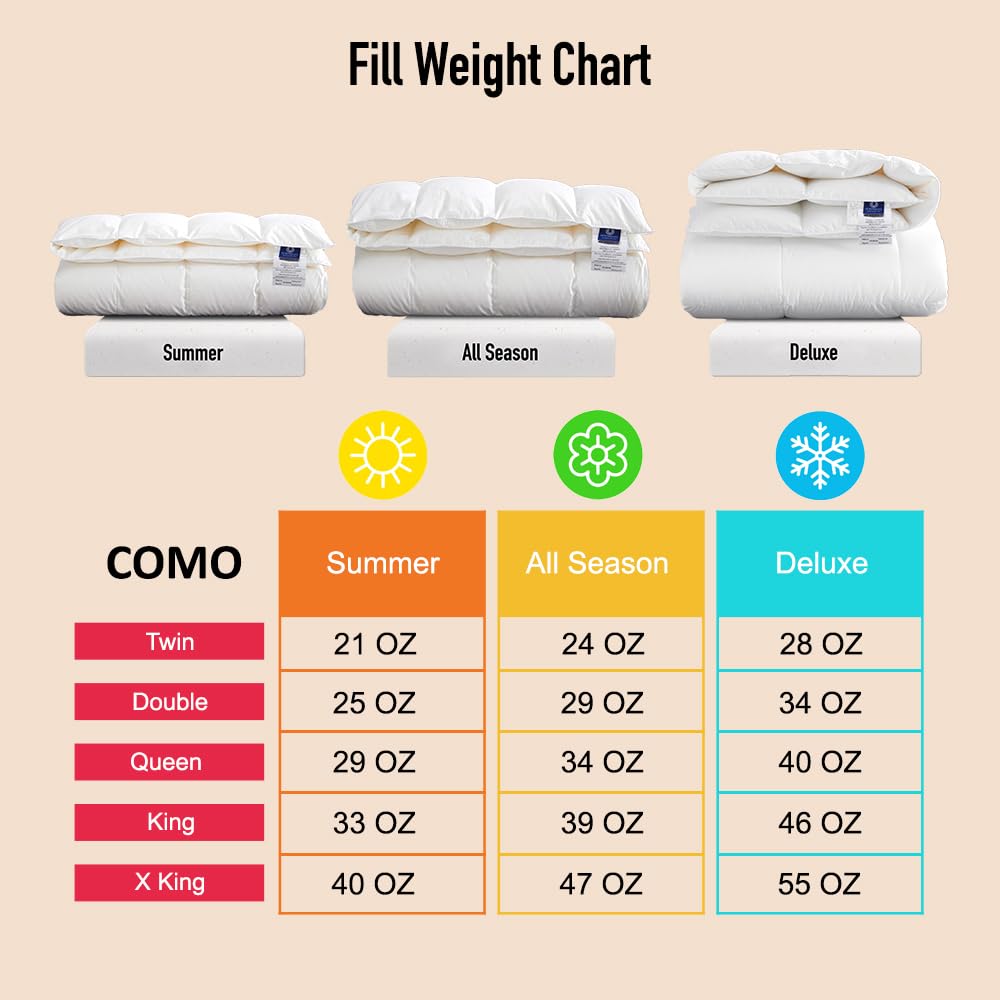 Fill Weight Chart
Summer
All Season
Deluxe
COMO Summer All Season Deluxe
Twin 21 OZ 24 OZ 28 OZ
Double 25 OZ 29 OZ 34 OZ
Queen 29 OZ 34 OZ 40 OZ
King 33 OZ 39 OZ 46 OZ
X King 40 OZ 47 OZ 55 OZ